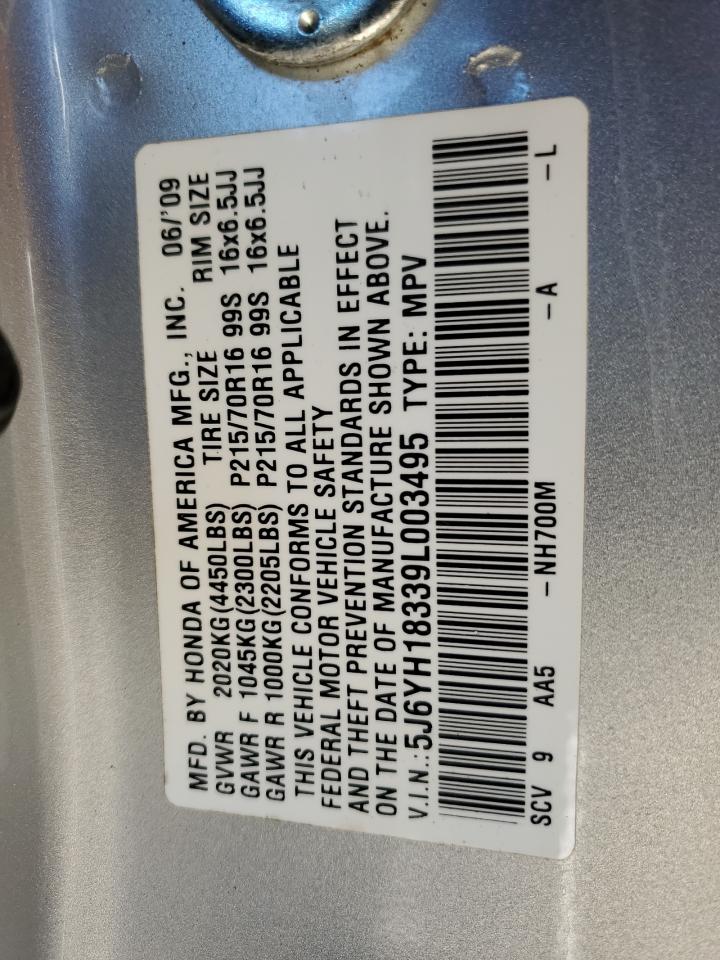 MFD. BY HONDA OF AMERICA MFG., INC. 06/'09
GVWR 2020KG(4450LBS) TIRE SIZE RIM SIZE
GAWR F 1045KG(2300LBS) P215/70R16 99S 16x6.5JJ
GAWR R 1000KG(2205LBS) P215/70R16 99S 16x6.5JJ
THIS VEHICLE CONFORMS TO ALL APPLICABLE
FEDERAL MOTOR VEHICLE SAFETY
AND THEFT PREVENTION STANDARDS IN EFFECT
ON THE DATE OF MANUFACTURE SHOWN ABOVE.
V.I.N.:5J6YH18339L003495 TYPE: MPV
SCV 9 AA5 -NH700M -A -L